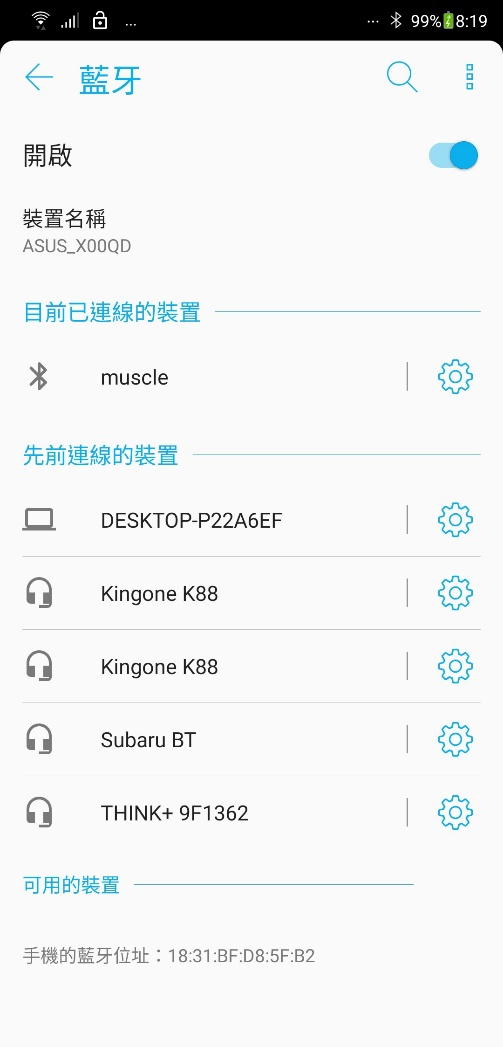 ... ... 99% 8:19
藍牙
開啟
裝置名稱
ASUS_X00QD
目前已連線的裝置
muscle
先前連線的裝置
DESKTOP-P22A6EF
Kingone K88
Kingone K88
Subaru BT
THINK+ 9F1362
可用的裝置
手機的藍牙位址：18:31:BF:D8:5F:B2